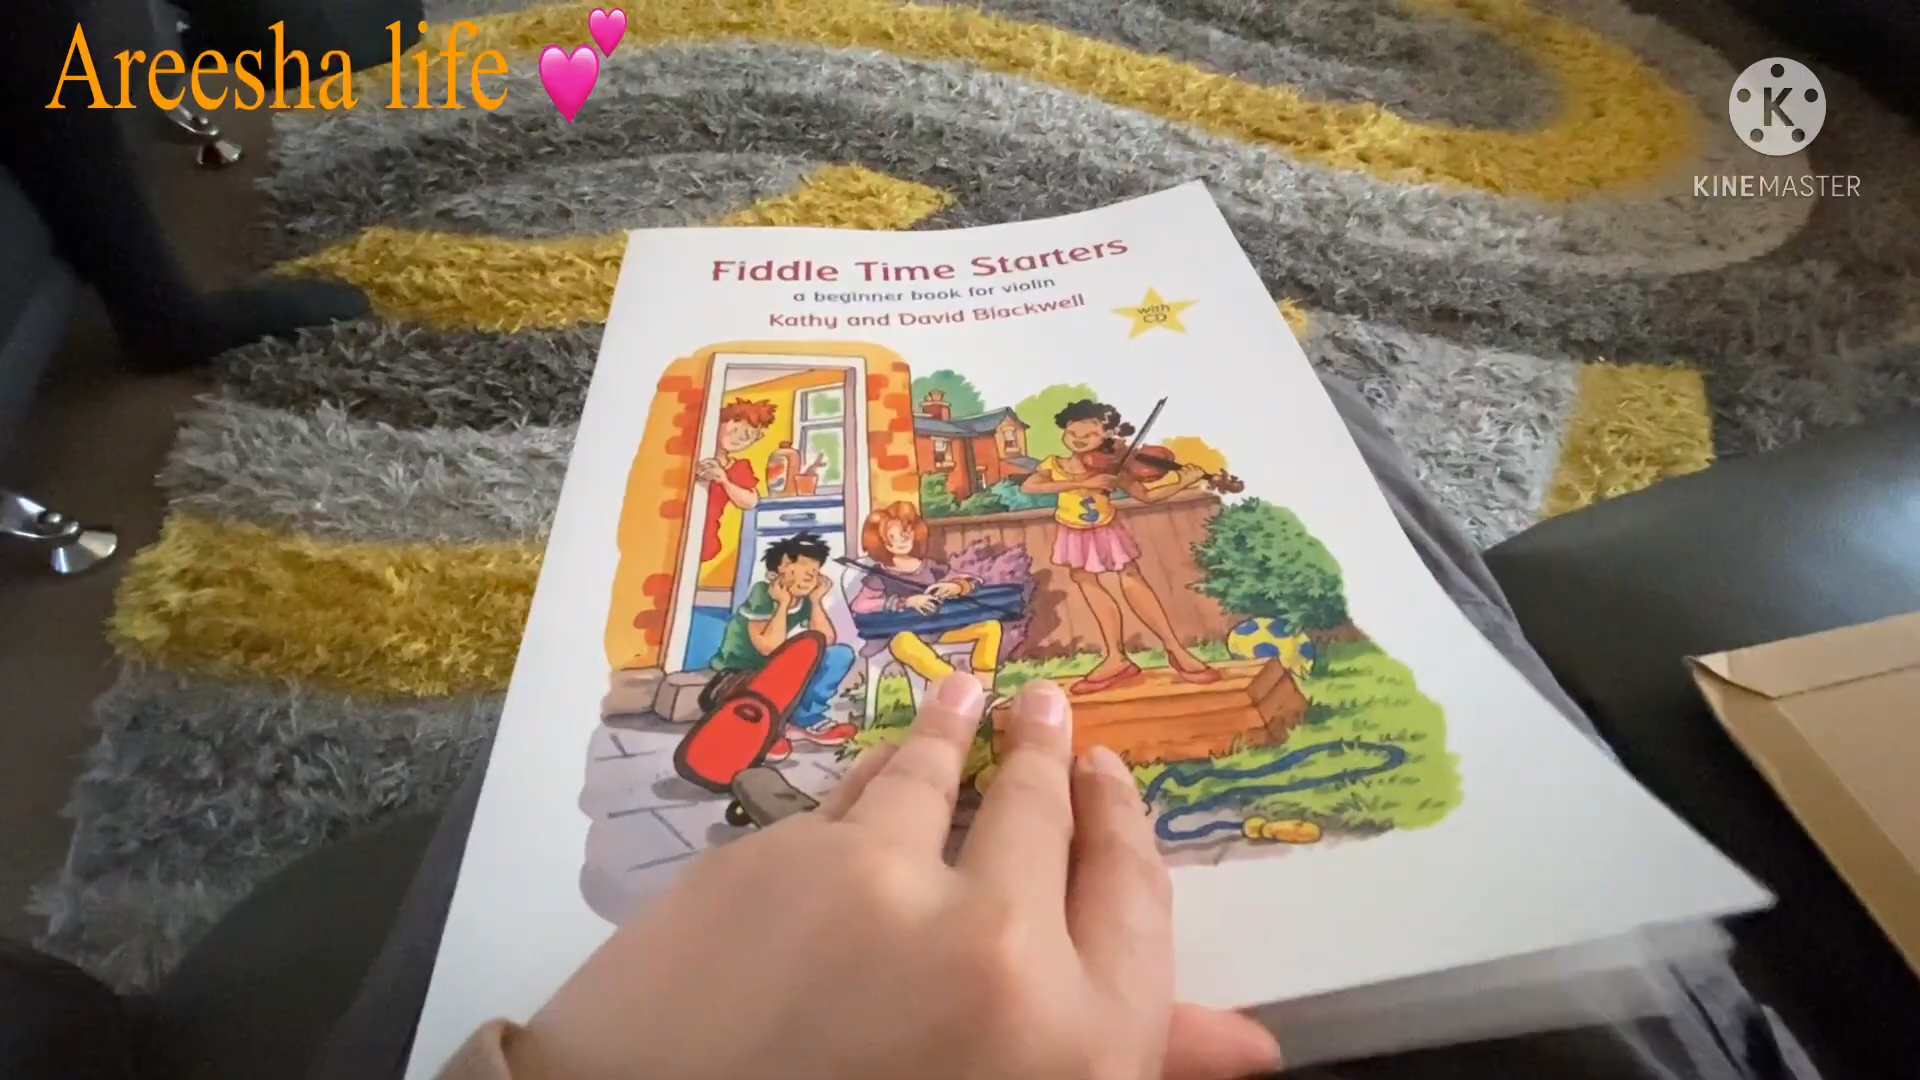 Areesha life 💕
K
KINEMASTER
Fiddle Time Starters
a beginner book for violin
Kathy and David Blackwell
with
CD